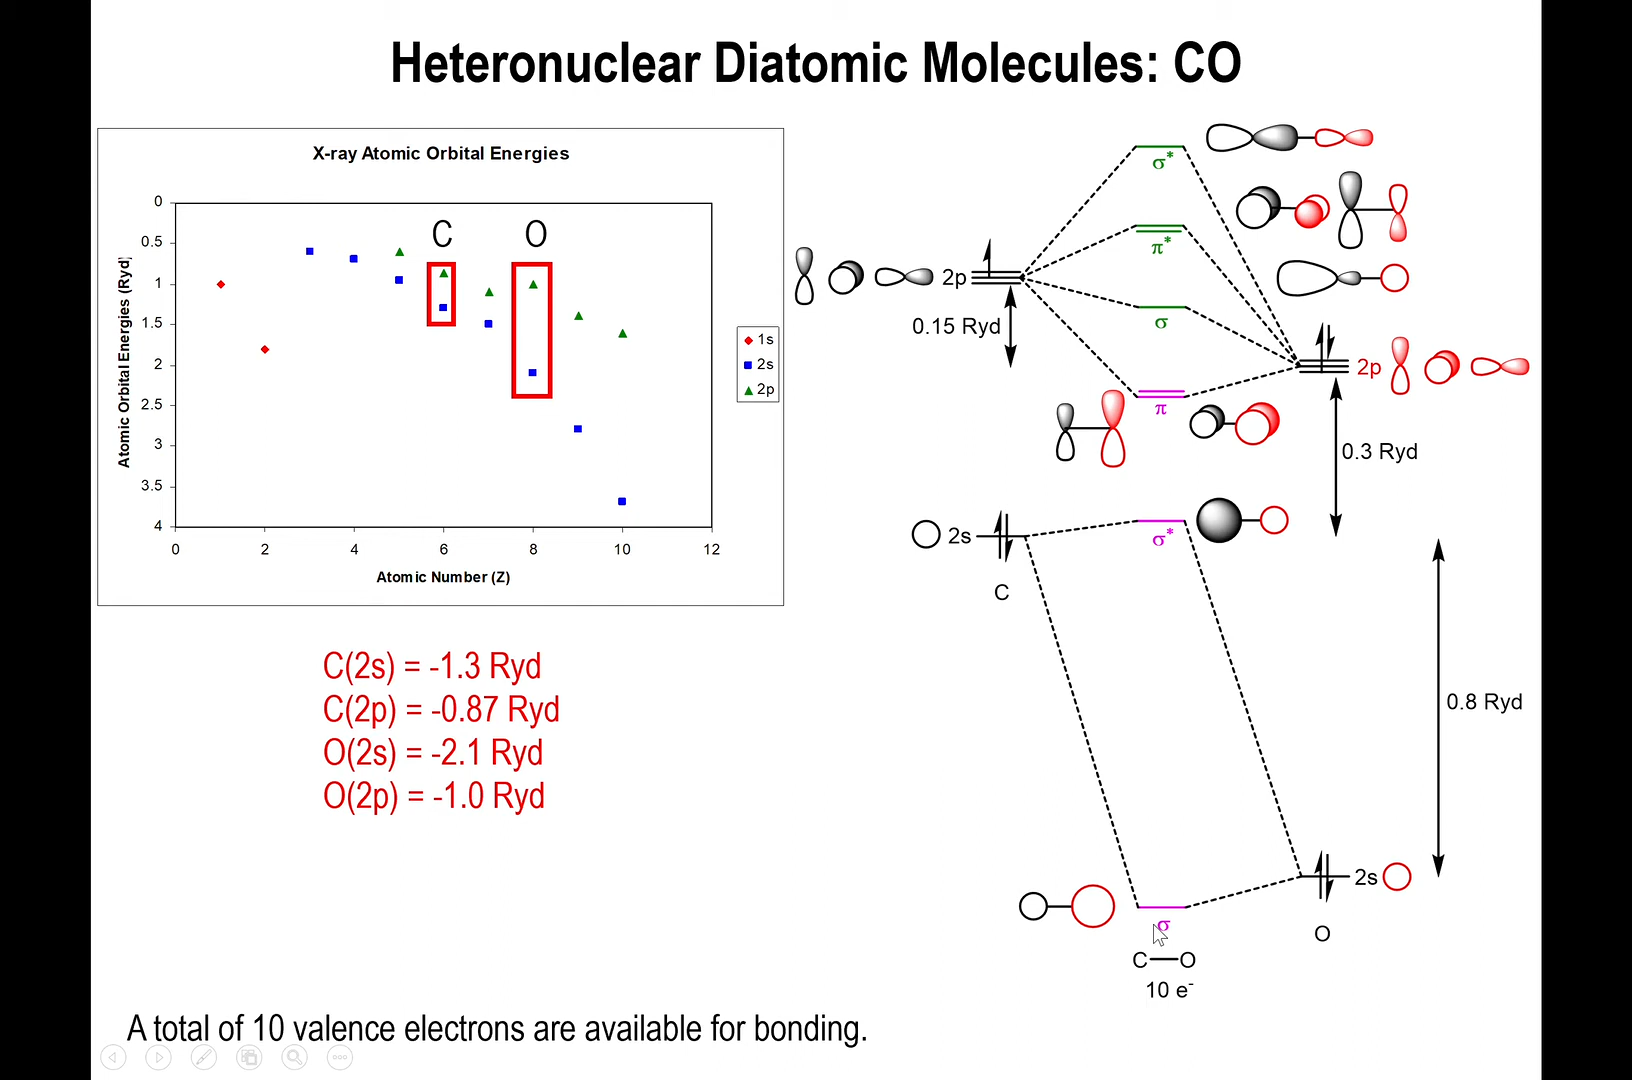 Heteronuclear Diatomic Molecules: CO
X-ray Atomic Orbital Energies
Atomic Orbital Energies (Ryd)
0
0.5
1
1.5
2
2.5
3
3.5
4
0 2 4 6 8 10 12
Atomic Number (Z)
C O
1s
2s
2p
C(2s) = -1.3 Ryd
C(2p) = -0.87 Ryd
O(2s) = -2.1 Ryd
O(2p) = -1.0 Ryd
σ*
π*
2p
0.15 Ryd
σ
2p
π
0.3 Ryd
2s
σ*
C
0.8 Ryd
2s
σ
O
C O
10 e-
A total of 10 valence electrons are available for bonding.